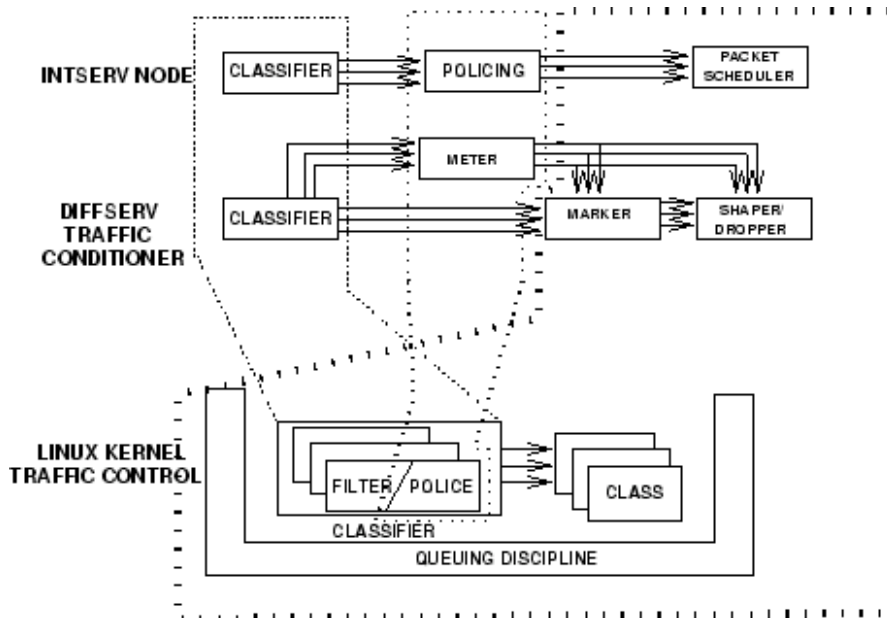 INTSERV NODE
CLASSIFIER
POLICING
PACKET
SCHEDULER
METER
DIFFSERV
TRAFFIC
CONDITIONER
CLASSIFIER
MARKER
SHAPER/
DROPPER
LINUX KERNEL
TRAFFIC CONTROL
FILTER
POLICE
CLASSIFIER
CLASS
QUEUING DISCIPLINE